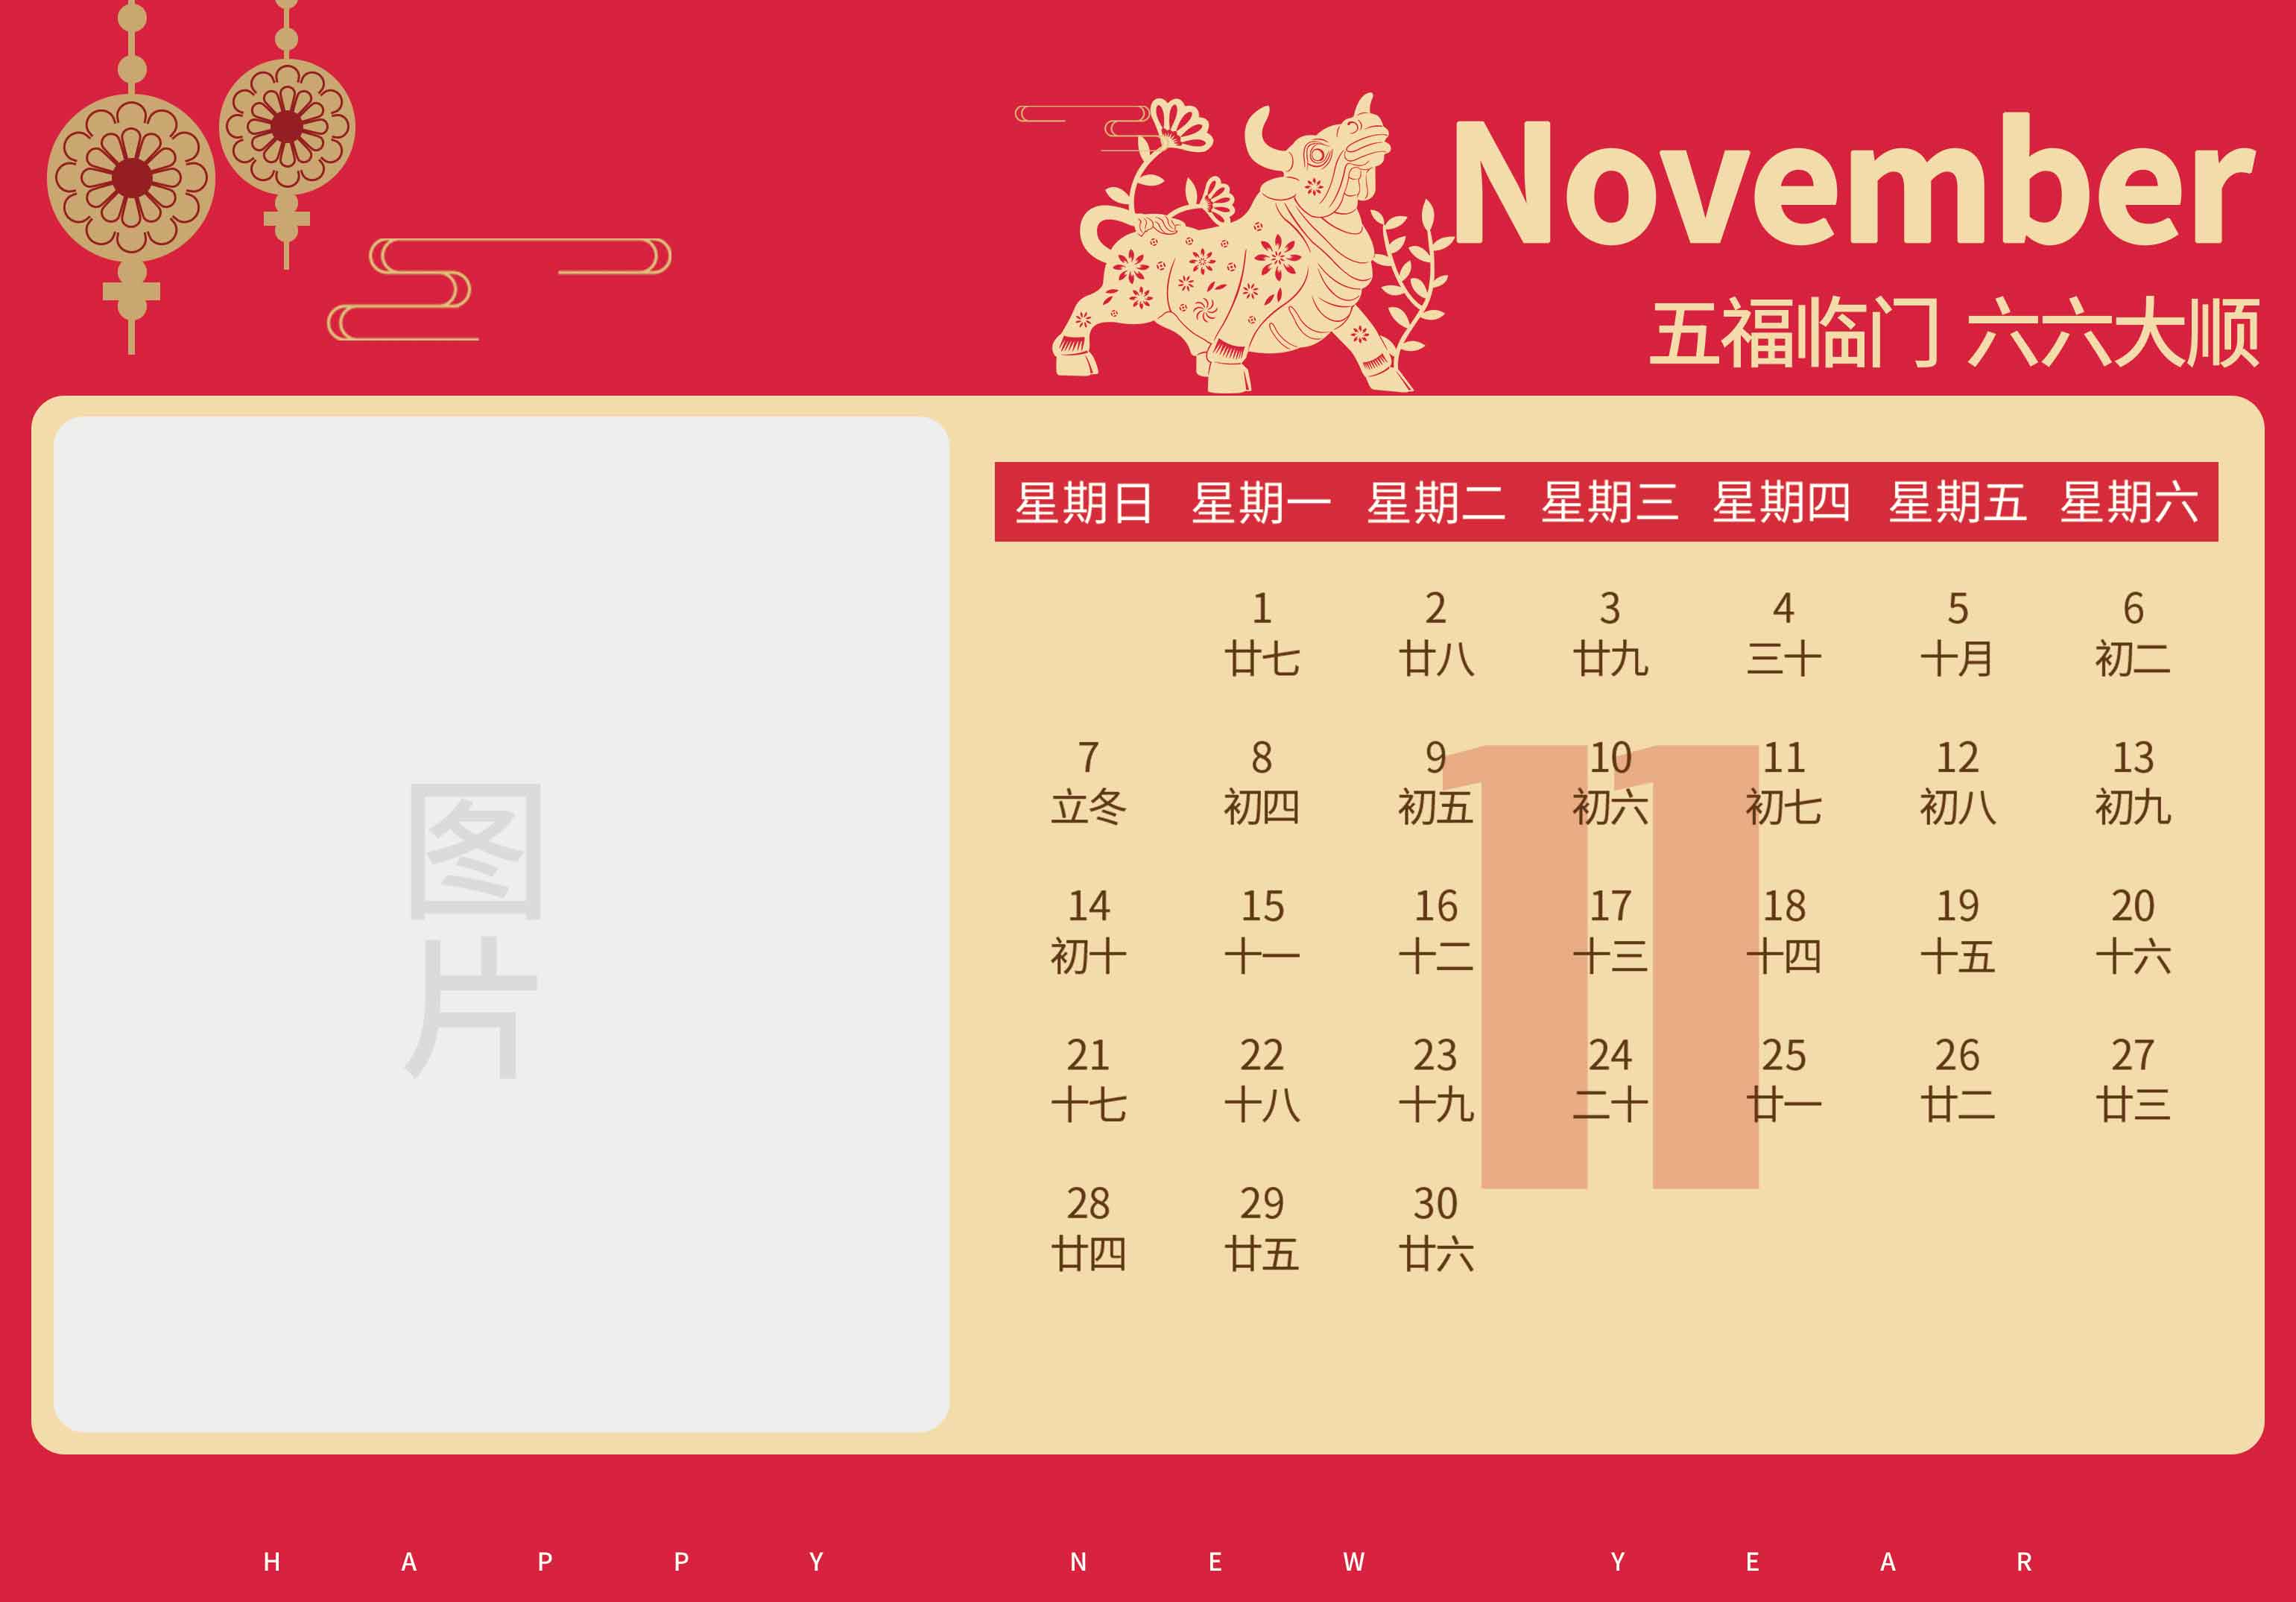 November
五福临门 六六大顺
图
片
星期日 星期一 星期二 星期三 星期四 星期五 星期六
1 2 3 4 5 6
廿七 廿八 廿九 三十 十月 初二
7 8 9 10 11 12 13
立冬 初四 初五 初六 初七 初八 初九
11
14 15 16 17 18 19 20
初十 十一 十二 十三 十四 十五 十六
21 22 23 24 25 26 27
十七 十八 十九 二十 廿一 廿二 廿三
28 29 30
廿四 廿五 廿六
HAPPY NEW YEAR